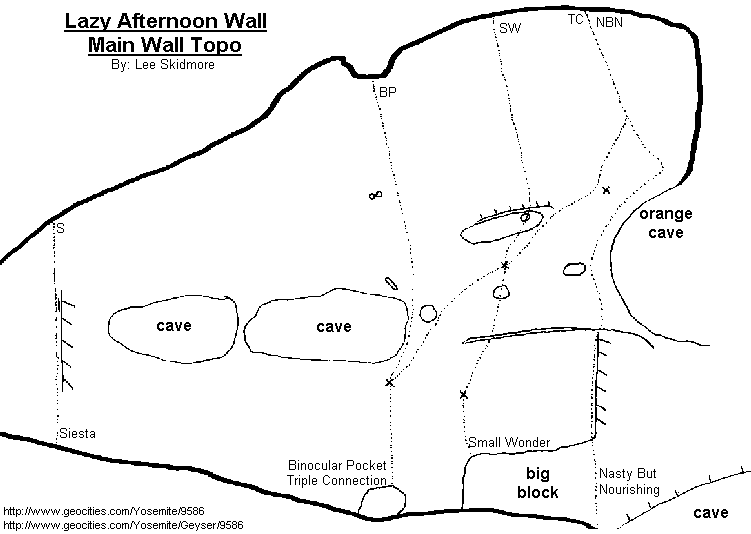 Lazy Afternoon Wall
Main Wall Topo
By: Lee Skidmore
TC
NBN
SW
BP
S
orange
cave
cave
cave
Siesta
Small Wonder
Binocular Pocket
Triple Connection
big
block
Nasty But
Nourishing
cave
http://www.geocities.com/Yosemite/9586
http://www.geocities.com/Yosemite/Geyser/9586